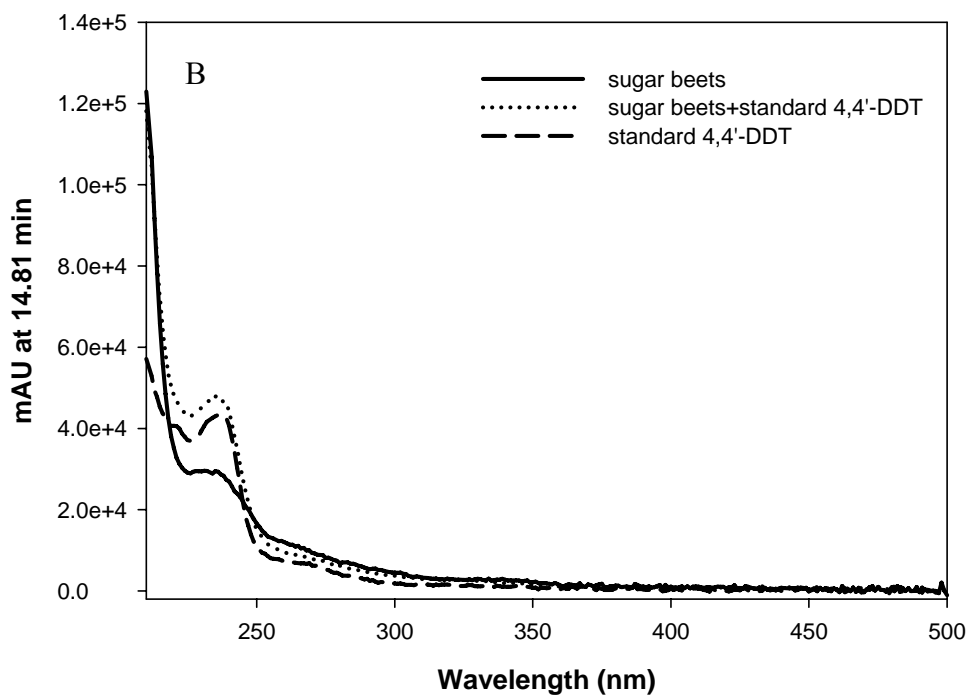 1.4e+5
B
sugar beets
sugar beets+standard 4,4'-DDT
standard 4,4'-DDT
1.2e+5
1.0e+5
8.0e+4
6.0e+4
4.0e+4
2.0e+4
0.0
mAU at 14.81 min
250
300
350
400
450
500
Wavelength (nm)